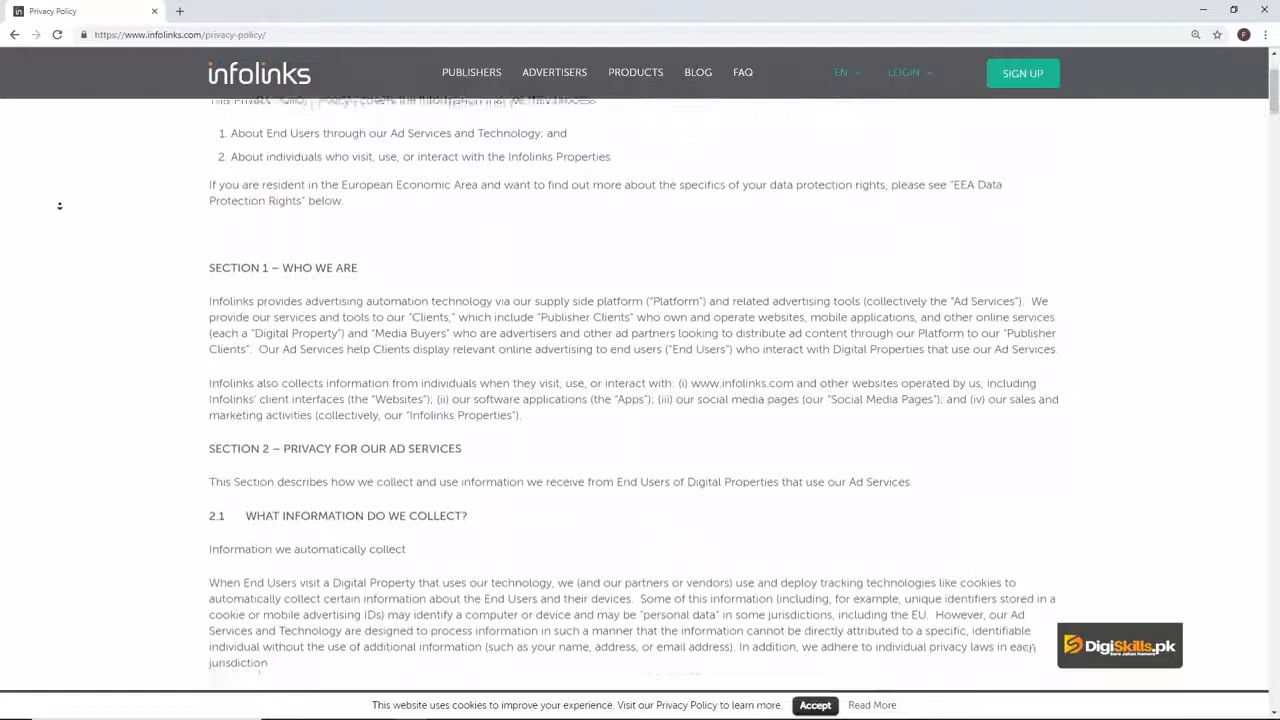 Privacy Policy
https://www.infolinks.com/privacy-policy/
infolinks
PUBLISHERS ADVERTISERS PRODUCTS BLOG FAQ EN LOGIN SIGN UP
1. About End Users through our Ad Services and Technology; and
2. About individuals who visit, use, or interact with the Infolinks Properties.
If you are resident in the European Economic Area and want to find out more about the specifics of your data protection rights, please see “EEA Data
Protection Rights” below.
SECTION 1 – WHO WE ARE
Infolinks provides advertising automation technology via our supply side platform (“Platform”) and related advertising tools (collectively the “Ad Services”). We
provide our services and tools to our “Clients,” which include “Publisher Clients” who own and operate websites, mobile applications, and other online services
(each a “Digital Property”) and “Media Buyers” who are advertisers and other ad partners looking to distribute ad content through our Platform to our “Publisher
Clients”. Our Ad Services help Clients display relevant online advertising to end users (“End Users”) who interact with Digital Properties that use our Ad Services.
Infolinks also collects information from individuals when they visit, use, or interact with: (i) www.infolinks.com and other websites operated by us, including
Infolinks’ client interfaces (the “Websites”); (ii) our software applications (the “Apps”); (iii) our social media pages (our “Social Media Pages”); and (iv) our sales and
marketing activities (collectively, our “Infolinks Properties”).
SECTION 2 – PRIVACY FOR OUR AD SERVICES
This Section describes how we collect and use information we receive from End Users of Digital Properties that use our Ad Services.
2.1 WHAT INFORMATION DO WE COLLECT?
Information we automatically collect
When End Users visit a Digital Property that uses our technology, we (and our partners or vendors) use and deploy tracking technologies like cookies to
automatically collect certain information about the End Users and their devices. Some of this information (including, for example, unique identifiers stored in a
cookie or mobile advertising IDs) may identify a computer or device and may be “personal data” in some jurisdictions, including the EU. However, our Ad
Services and Technology are designed to process information in such a manner that the information cannot be directly attributed to a specific, identifiable
individual without the use of additional information (such as your name, address, or email address). In addition, we adhere to individual privacy laws in each
jurisdiction
DigiSkills.pk
This website uses cookies to improve your experience. Visit our Privacy Policy to learn more. Accept Read More